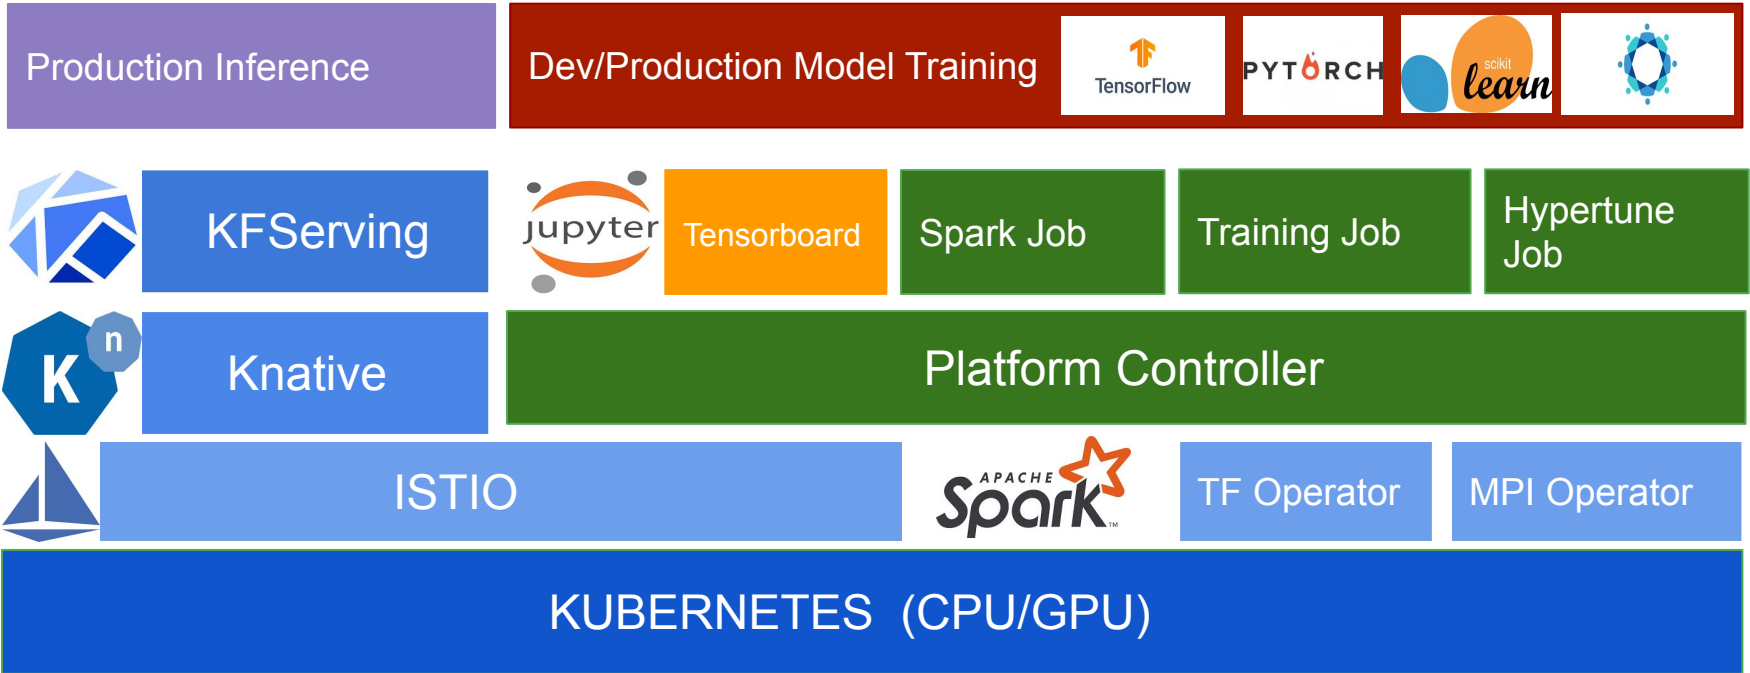 Production Inference
Dev/Production Model Training
TensorFlow
PYTORCH
scikit
learn
KFServing
jupyter
Tensorboard
Spark Job
Training Job
Hypertune
Job
K
n
Knative
Platform Controller
ISTIO
APACHE
Spark
TM
TF Operator
MPI Operator
KUBERNETES (CPU/GPU)